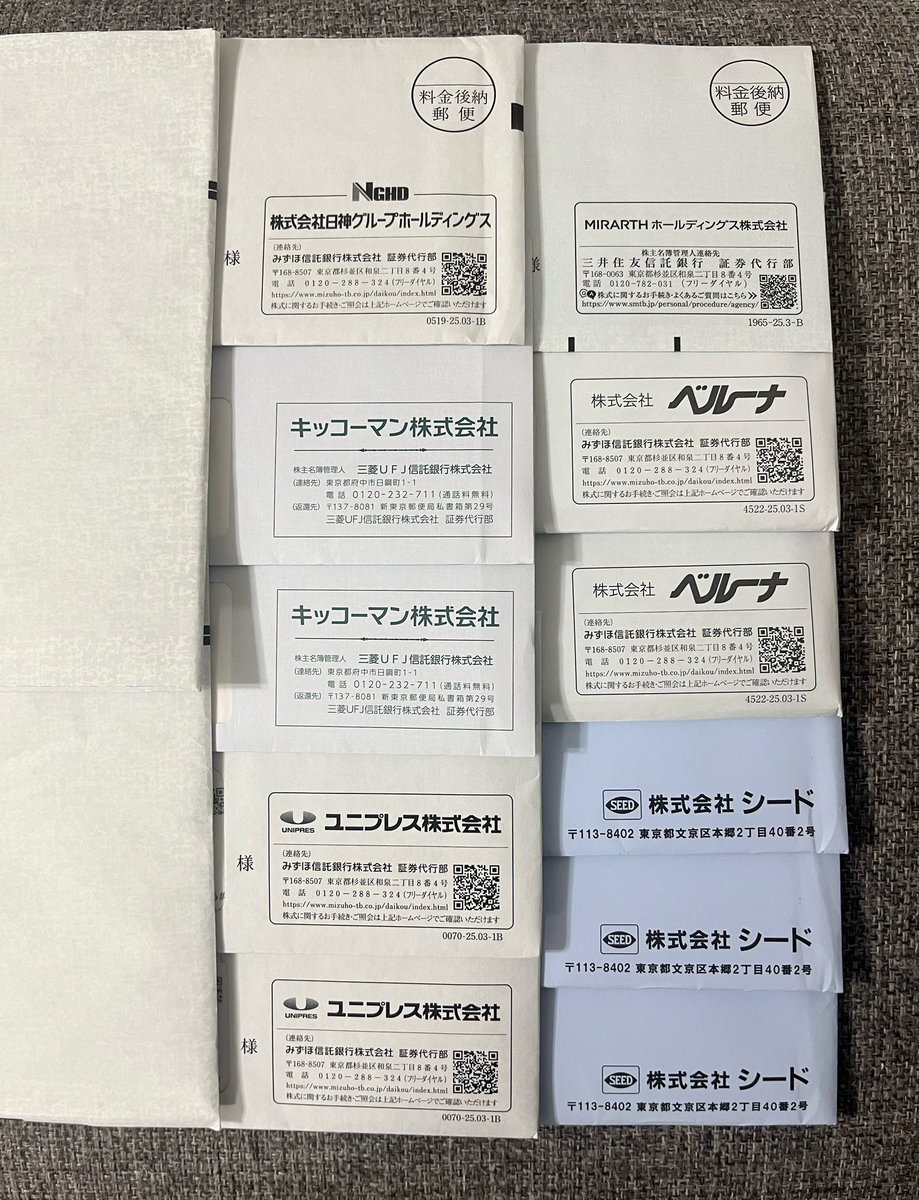 料金後納
郵便
NGHD
株式会社日神グループホールディングス
様
(連絡先)
みずほ信託銀行株式会社 証券代行部
〒168-8507 東京都杉並区和泉二丁目8番4号
電話 0120-288-324(フリーダイヤル)
https://www.mizuho-tb.co.jp/daikou/index.html
株式に関するお手続き・ご照会は上記ホームページでご確認いただけます
0519-25.03-1B
キッコーマン株式会社
株主名簿管理人 三菱UFJ信託銀行株式会社
(連絡先) 東京都府中市日鋼町1-1
電話 0120-232-711(通話料無料)
(返還先) 〒137-8081 新東京郵便局私書箱第29号
三菱UFJ信託銀行株式会社 証券代行部
キッコーマン株式会社
株主名簿管理人 三菱UFJ信託銀行株式会社
(連絡先) 東京都府中市日鋼町1-1
電話 0120-232-711(通話料無料)
(返還先) 〒137-8081 新東京郵便局私書箱第29号
三菱UFJ信託銀行株式会社 証券代行部
UNIPRES ユニプレス株式会社
(連絡先)
様
みずほ信託銀行株式会社 証券代行部
〒168-8507 東京都杉並区和泉二丁目8番4号
電話 0120-288-324(フリーダイヤル)
https://www.mizuho-tb.co.jp/daikou/index.html
株式に関するお手続き・ご照会は上記ホームページでご確認いただけます
0070-25.03-1B
UNIPRES ユニプレス株式会社
(連絡先)
様
みずほ信託銀行株式会社 証券代行部
〒168-8507 東京都杉並区和泉二丁目8番4号
電話 0120-288-324(フリーダイヤル)
https://www.mizuho-tb.co.jp/daikou/index.html
株式に関するお手続き・ご照会は上記ホームページでご確認いただけます
0070-25.03-1B
料金後納
郵便
MIRARTHホールディングス株式会社
株主名簿管理人連絡先
様
三井住友信託銀行 証券代行部
〒168-0063 東京都杉並区和泉二丁目8番4号
電話 0120-782-031 (フリーダイヤル)
株式に関するお手続き・よくあるご質問はこちら
https://www.smtb.jp/personal/procedure/agency/
1965-25.3-B
株式会社 ベルーナ
(連絡先)
みずほ信託銀行株式会社 証券代行部
〒168-8507 東京都杉並区和泉二丁目8番4号
電話 0120-288-324(フリーダイヤル)
https://www.mizuho-tb.co.jp/daikou/index.html
株式に関するお手続き・ご照会は上記ホームページでご確認いただけます
4522-25.03-1S
株式会社 ベルーナ
(連絡先)
みずほ信託銀行株式会社 証券代行部
〒168-8507 東京都杉並区和泉二丁目8番4号
電話 0120-288-324(フリーダイヤル)
https://www.mizuho-tb.co.jp/daikou/index.html
株式に関するお手続き・ご照会は上記ホームページでご確認いただけます
4522-25.03-1S
SEED 株式会社 シード
〒113-8402 東京都文京区本郷2丁目40番2号
SEED 株式会社 シード
〒113-8402 東京都文京区本郷2丁目40番2号
SEED 株式会社 シード
〒113-8402 東京都文京区本郷2丁目40番2号